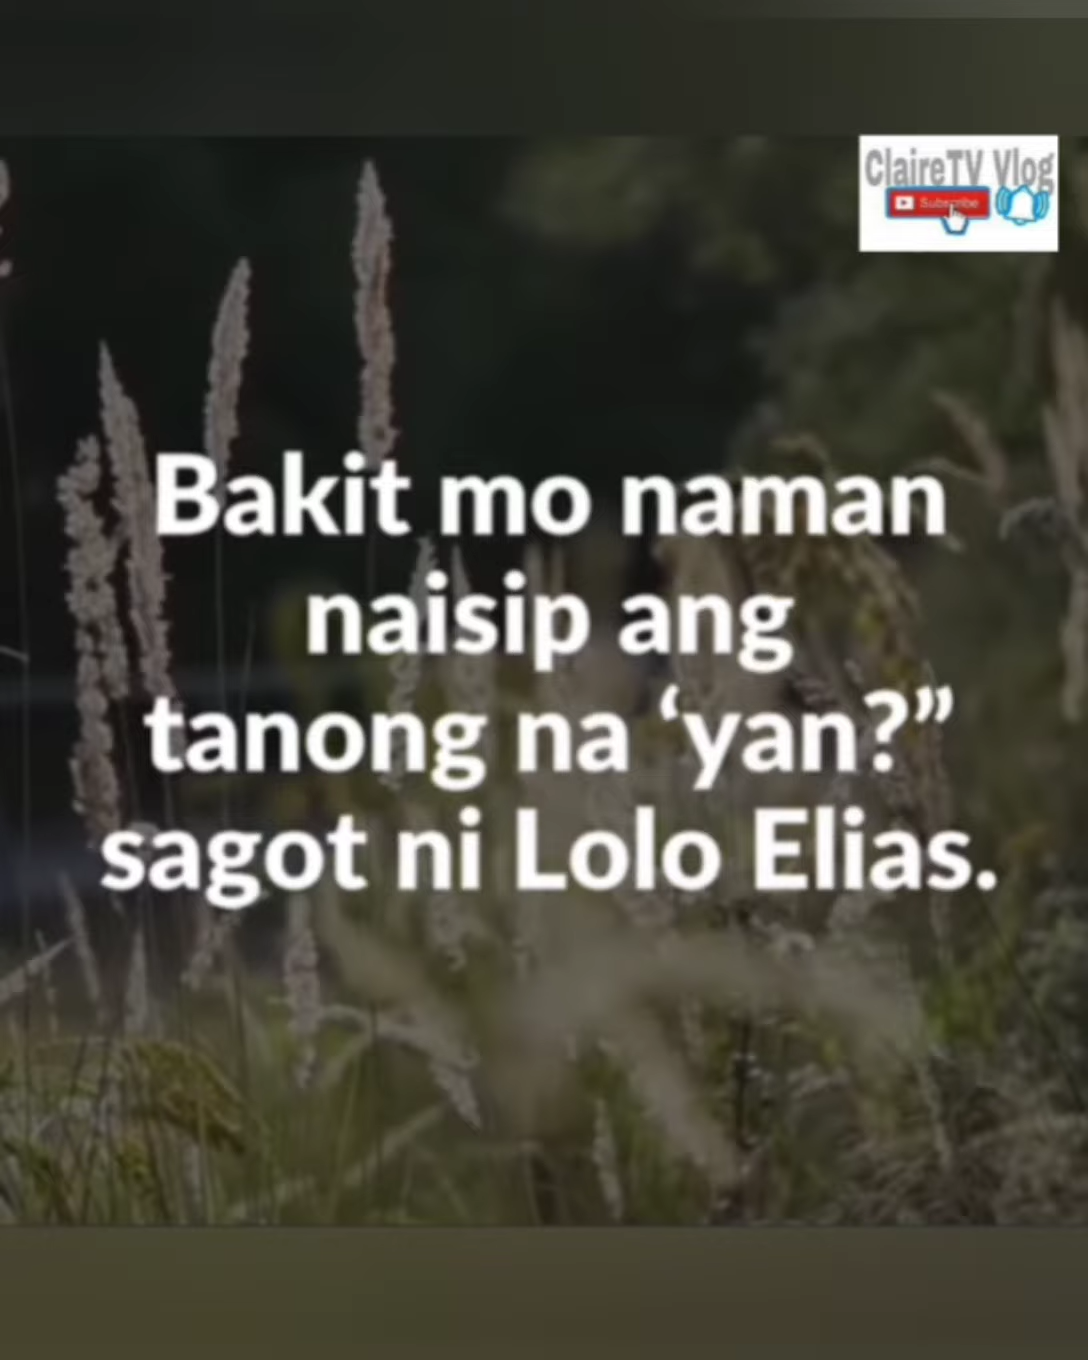 ClaireTV Vlog
Subscribe
Bakit mo naman
naisip ang
tanong na ‘yan?”
sagot ni Lolo Elias.